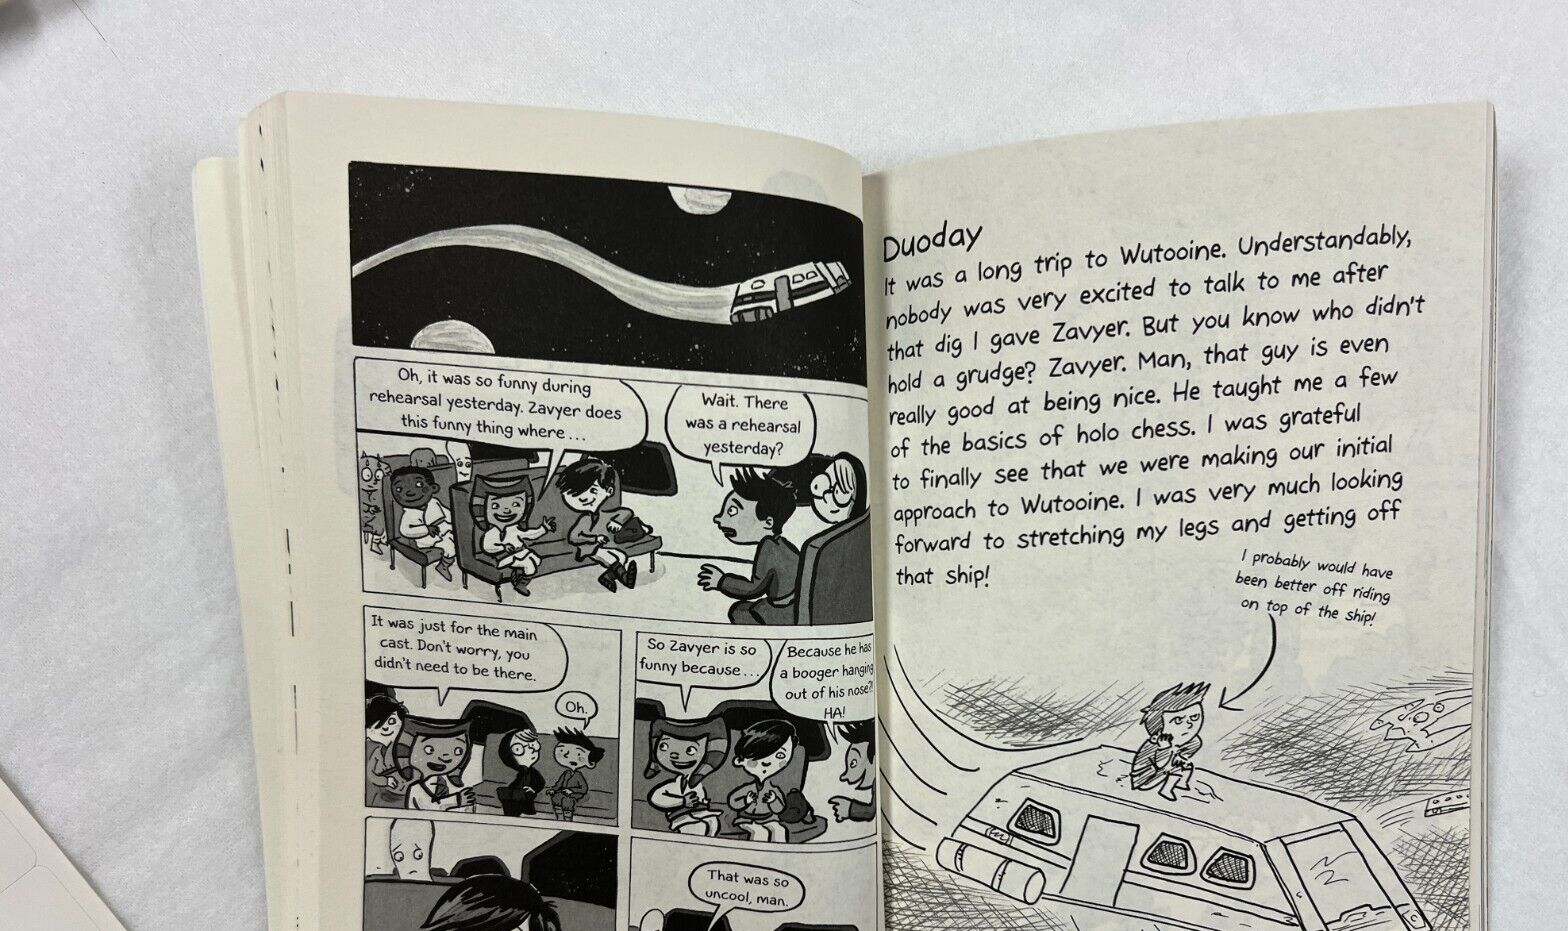 Oh, it was so funny during
rehearsal yesterday. Zavyer does
this funny thing where...
Wait. There
was a rehearsal
yesterday?
It was just for the main
cast. Don't worry, you
didn't need to be there.
Oh.
So Zavyer is so
funny because...
Because he has
a booger hanging
out of his nose?!
HA!
That was so
uncool, man.
Duoday
It was a long trip to Wutooine. Understandably,
nobody was very excited to talk to me after
that dig I gave Zavyer. But you know who didn't
hold a grudge? Zavyer. Man, that guy is even
really good at being nice. He taught me a few
of the basics of holo chess. I was grateful
to finally see that we were making our initial
approach to Wutooine. I was very much looking
forward to stretching my legs and getting off
that ship!
I probably would have
been better off riding
on top of the ship!